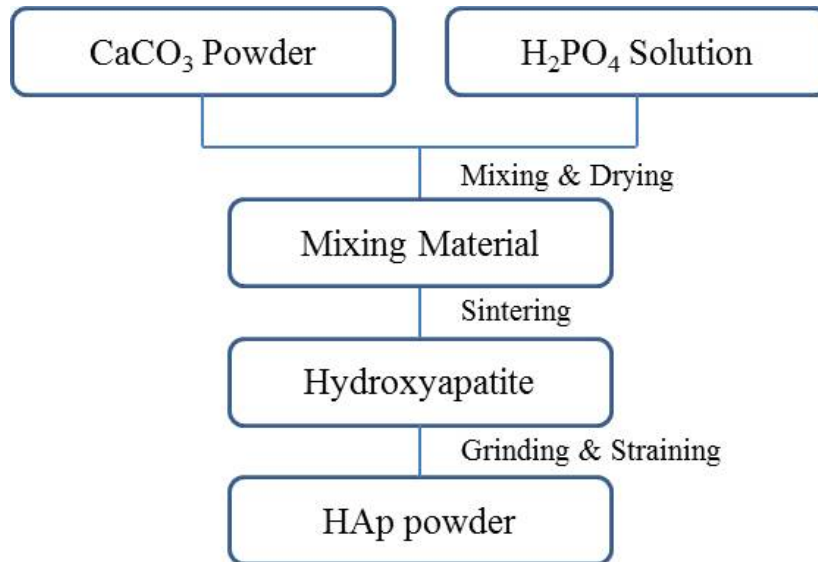 CaCO₃ Powder
H₂PO₄ Solution
Mixing & Drying
Mixing Material
Sintering
Hydroxyapatite
Grinding & Straining
HAp powder